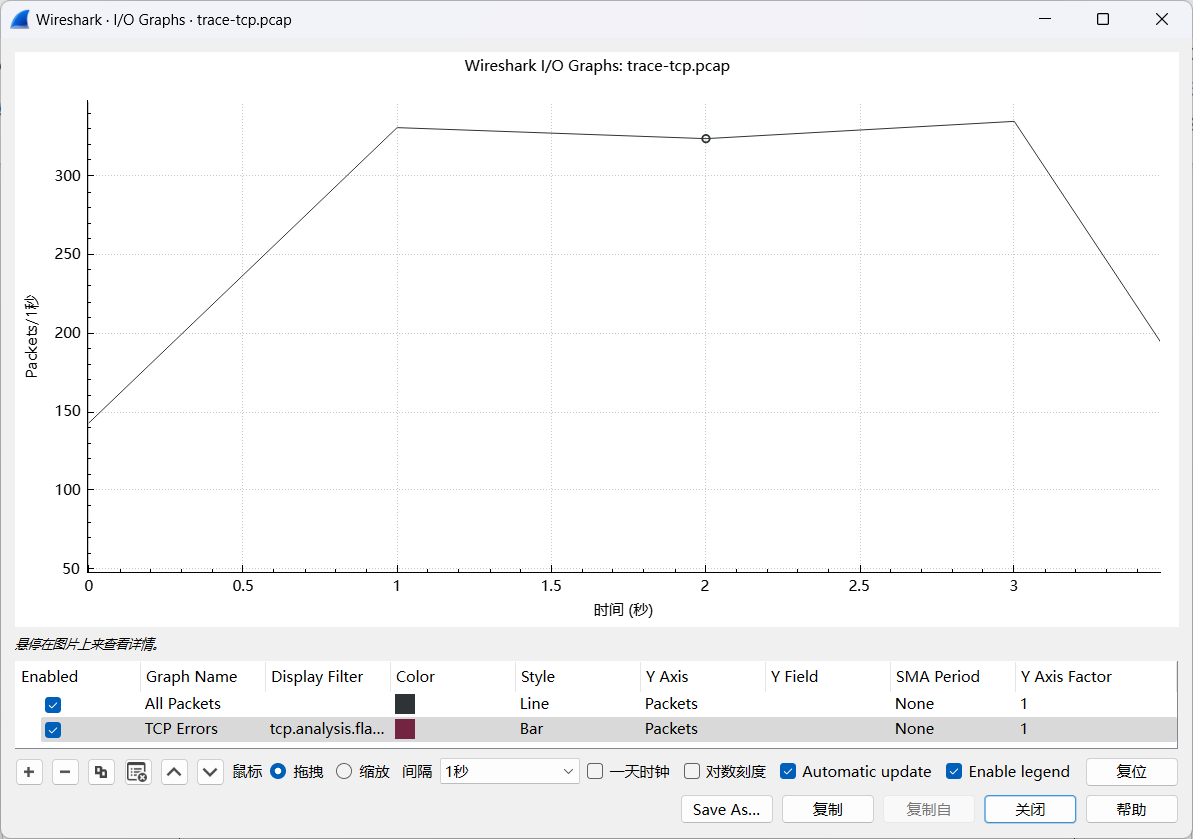 Wireshark · I/O Graphs · trace-tcp.pcap
Wireshark I/O Graphs: trace-tcp.pcap
Packets/1秒
300
250
200
150
100
50
0 0.5 1 1.5 2 2.5 3
时间 (秒)
悬停在图片上来查看详情。
Enabled Graph Name Display Filter Color Style Y Axis Y Field SMA Period Y Axis Factor
All Packets Line Packets None 1
TCP Errors tcp.analysis.fla... Bar Packets None 1
鼠标 拖拽 缩放 间隔 1秒 一天时钟 对数刻度 Automatic update Enable legend 复位
Save As... 复制 复制自 关闭 帮助